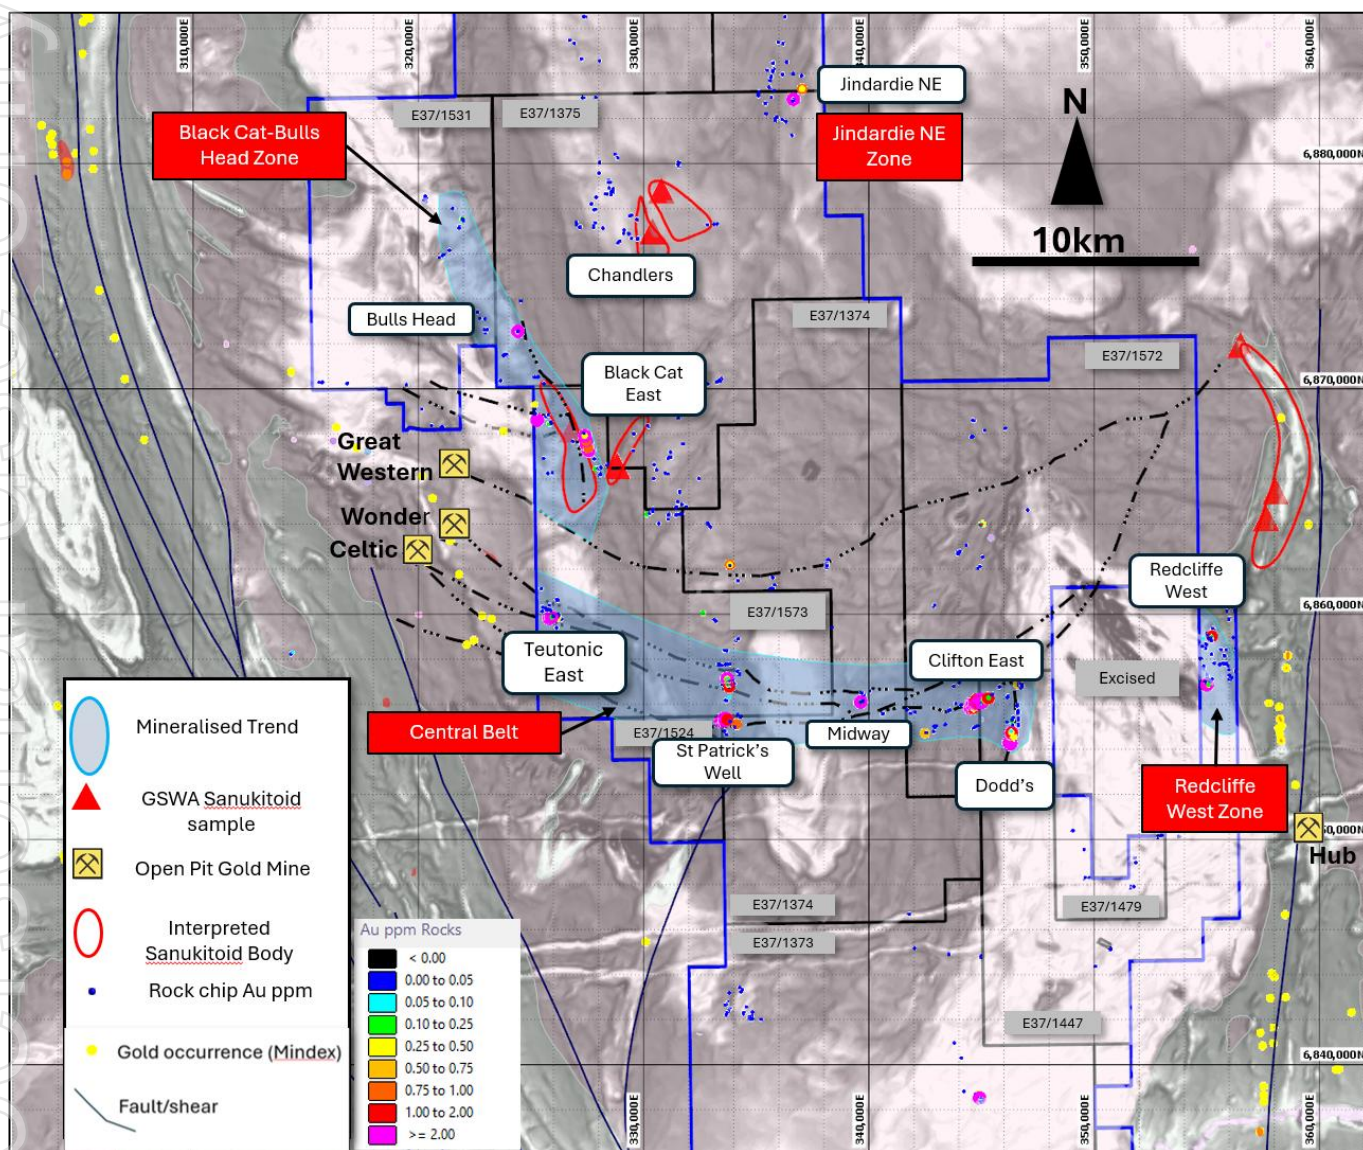 310,000E
320,000E
330,000E
340,000E
350,000E
360,000E
Jindardie NE
E37/1531
E37/1375
Black Cat-Bulls
Head Zone
Jindardie NE
Zone
N
6,880,000N
10km
Chandlers
Bulls Head
E37/1374
E37/1572
Black Cat
East
6,870,000N
Great
Western
Wonder
Celtic
Redcliffe
West
6,860,000N
E37/1573
Teutonic
East
Clifton East
Excised
Central Belt
E37/1524
Midway
St Patrick's
Well
Dodd's
Redcliffe
West Zone
50,000N
Hub
E37/1374
E37/1479
E37/1373
E37/1447
6,840,000N
330,000E
340,000E
350,000E
360,000E
Mineralised Trend
GSWA Sanukitoid
sample
Open Pit Gold Mine
Interpreted
Sanukitoid Body
Rock chip Au ppm
Gold occurrence (Mindex)
Fault/shear
Au ppm Rocks
< 0.00
0.00 to 0.05
0.05 to 0.10
0.10 to 0.25
0.25 to 0.50
0.50 to 0.75
0.75 to 1.00
1.00 to 2.00
>= 2.00